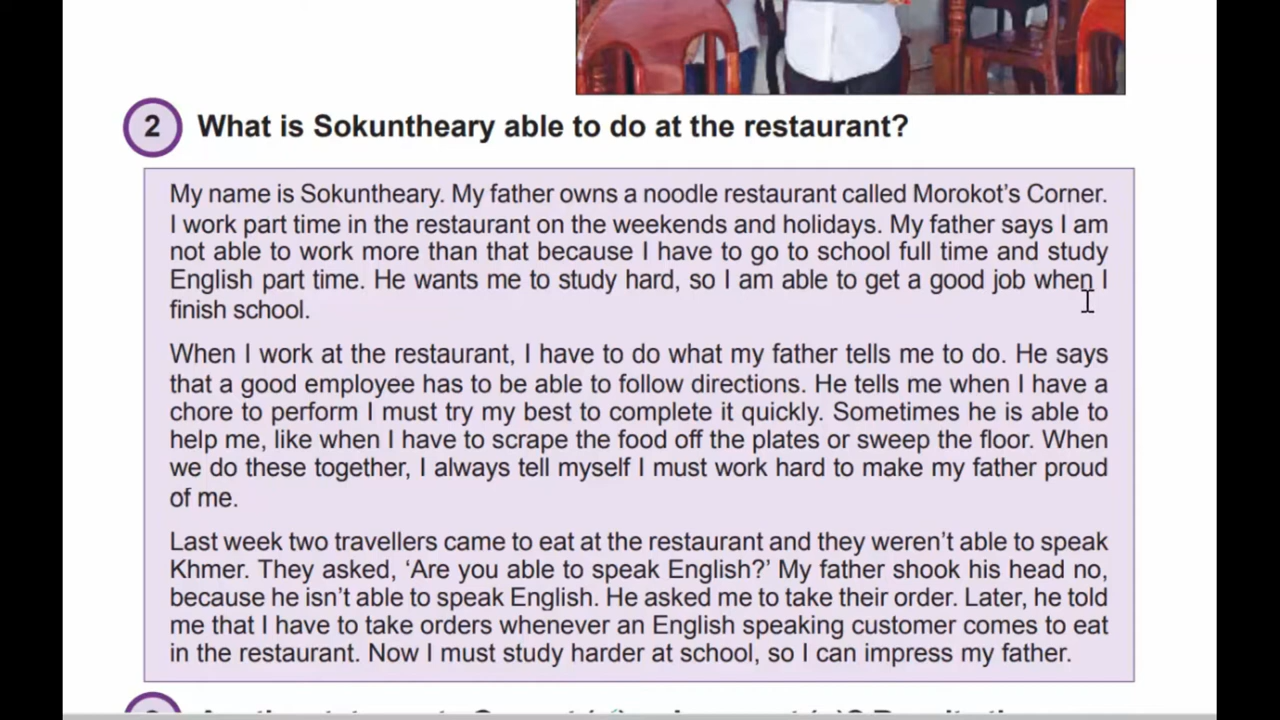 2 What is Sokuntheary able to do at the restaurant?
My name is Sokuntheary. My father owns a noodle restaurant called Morokot's Corner.
I work part time in the restaurant on the weekends and holidays. My father says I am
not able to work more than that because I have to go to school full time and study
English part time. He wants me to study hard, so I am able to get a good job when I
finish school.
When I work at the restaurant, I have to do what my father tells me to do. He says
that a good employee has to be able to follow directions. He tells me when I have a
chore to perform I must try my best to complete it quickly. Sometimes he is able to
help me, like when I have to scrape the food off the plates or sweep the floor. When
we do these together, I always tell myself I must work hard to make my father proud
of me.
Last week two travellers came to eat at the restaurant and they weren't able to speak
Khmer. They asked, 'Are you able to speak English?' My father shook his head no,
because he isn't able to speak English. He asked me to take their order. Later, he told
me that I have to take orders whenever an English speaking customer comes to eat
in the restaurant. Now I must study harder at school, so I can impress my father.